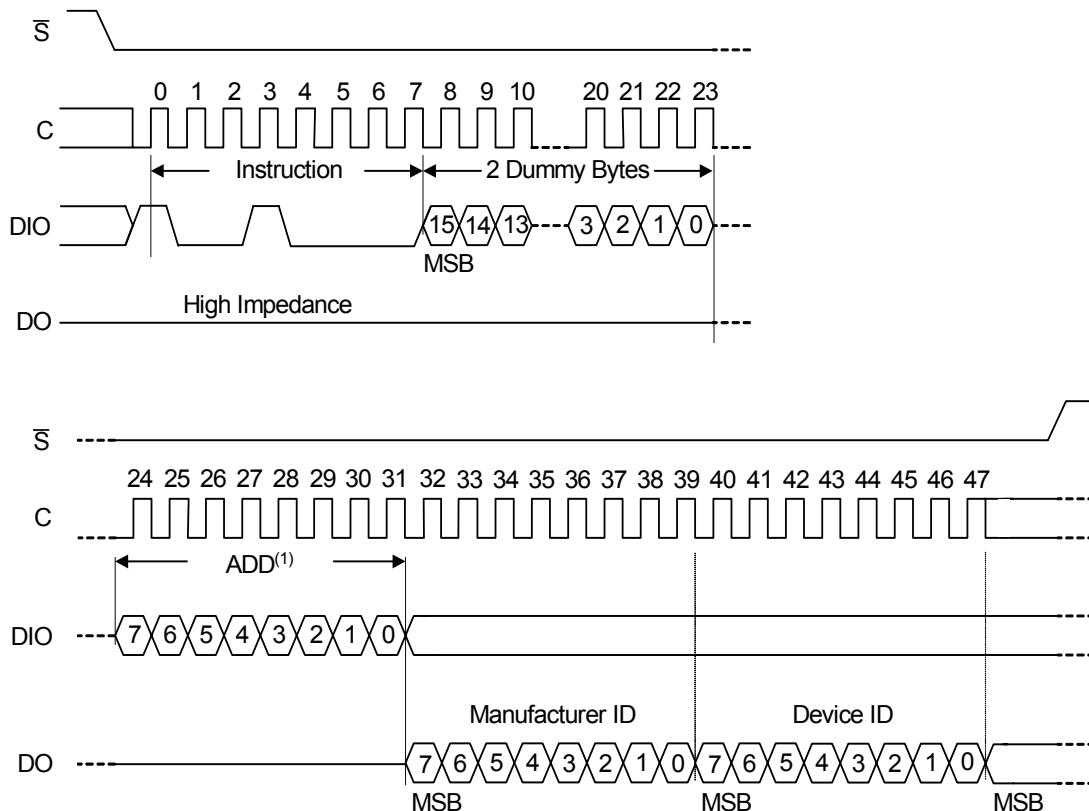 S
0 1 2 3 4 5 6 7 8 9 10 20 21 22 23
C
Instruction 2 Dummy Bytes
DIO 15 14 13 3 2 1 0
MSB
High Impedance
DO
S
24 25 26 27 28 29 30 31 32 33 34 35 36 37 38 39 40 41 42 43 44 45 46 47
C
ADD(1)
DIO 7 6 5 4 3 2 1 0
Manufacturer ID Device ID
DO 7 6 5 4 3 2 1 0 7 6 5 4 3 2 1 0
MSB MSB MSB